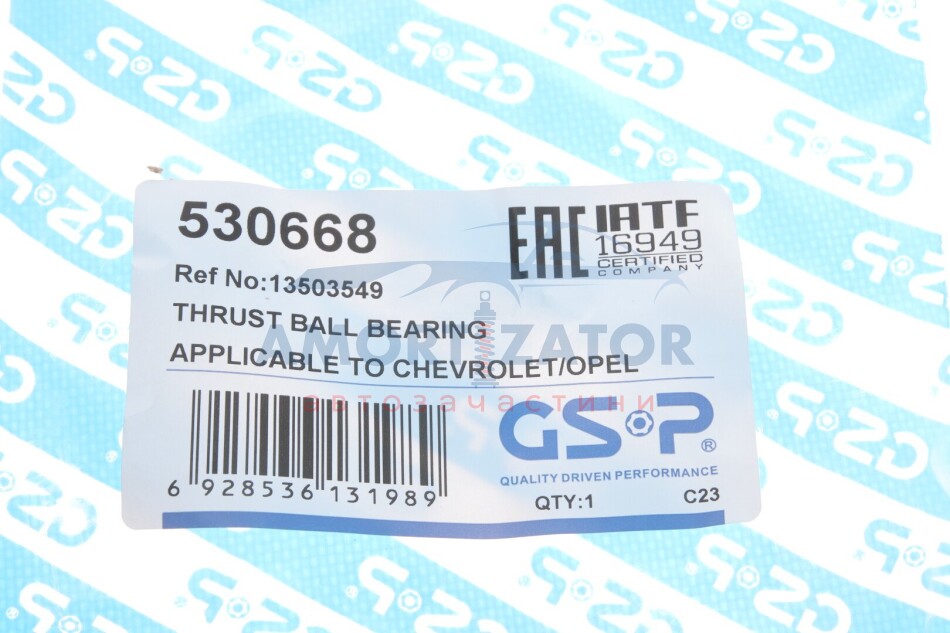 530668
EAC IATF
16949
CERTIFIED
COMPANY
Ref No:13503549
THRUST BALL BEARING
AMORTIZATOR
APPLICABLE TO CHEVROLET/OPEL
автозачастини
GSP®
QUALITY DRIVEN PERFORMANCE
6 928536 131989
QTY:1
C23